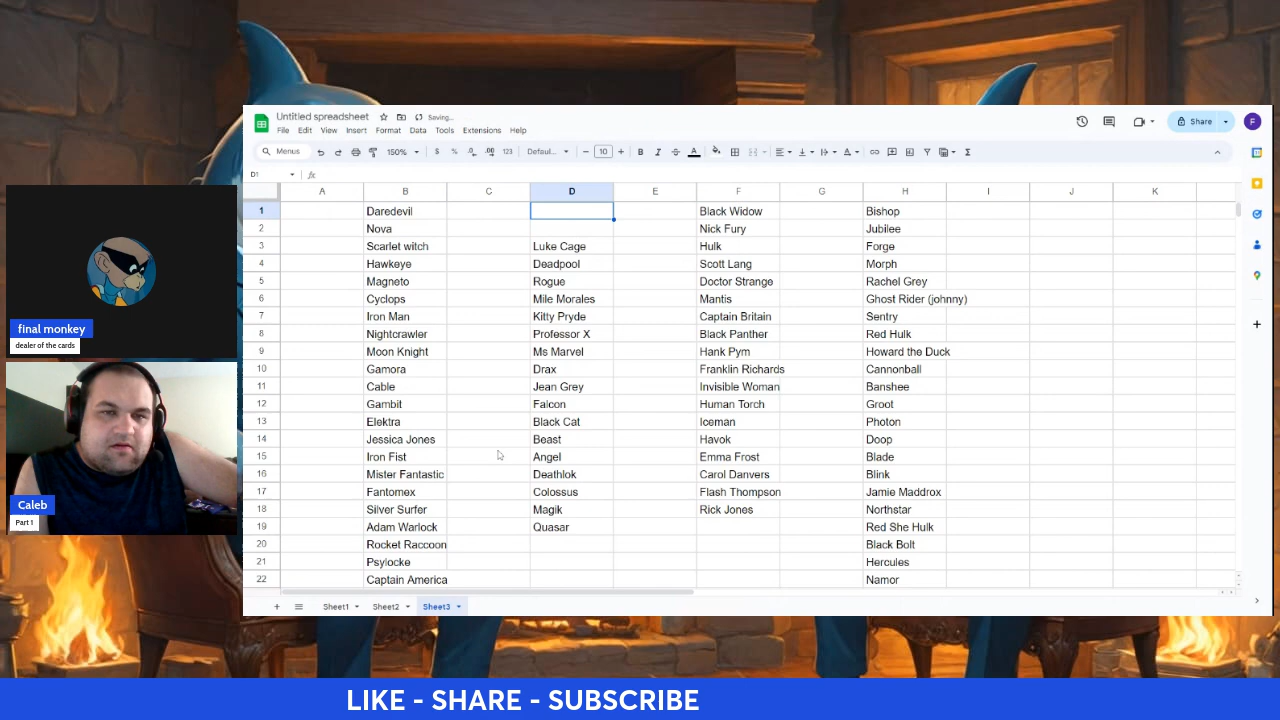 Untitled spreadsheet
Saving...
File Edit View Insert Format Data Tools Extensions Help
Share
F
Menus 150% $ % .0 .00 123 Defaul... 10 B I A
D1
A B C D E F G H I J K
1 Daredevil Black Widow Bishop
2 Nova Nick Fury Jubilee
3 Scarlet witch Luke Cage Hulk Forge
4 Hawkeye Deadpool Scott Lang Morph
5 Magneto Rogue Doctor Strange Rachel Grey
6 Cyclops Mile Morales Mantis Ghost Rider (johnny)
7 Iron Man Kitty Pryde Captain Britain Sentry
8 Nightcrawler Professor X Black Panther Red Hulk
9 Moon Knight Ms Marvel Hank Pym Howard the Duck
10 Gamora Drax Franklin Richards Cannonball
11 Cable Jean Grey Invisible Woman Banshee
12 Gambit Falcon Human Torch Groot
13 Elektra Black Cat Iceman Photon
14 Jessica Jones Beast Havok Doop
15 Iron Fist Angel Emma Frost Blade
16 Mister Fantastic Deathlok Carol Danvers Blink
17 Fantomex Colossus Flash Thompson Jamie Maddrox
18 Silver Surfer Magik Rick Jones Northstar
19 Adam Warlock Quasar Red She Hulk
20 Rocket Raccoon Black Bolt
21 Psylocke Hercules
22 Captain America Namor
Sheet1 Sheet2 Sheet3
final monkey
dealer of the cards
Caleb
Part 1
LIKE - SHARE - SUBSCRIBE